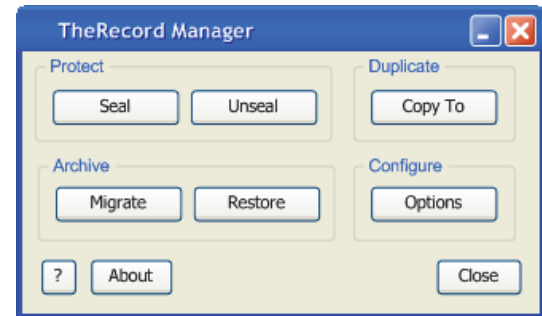 TheRecord Manager
Protect
Duplicate
Seal
Unseal
Copy To
Archive
Configure
Migrate
Restore
Options
?
About
Close